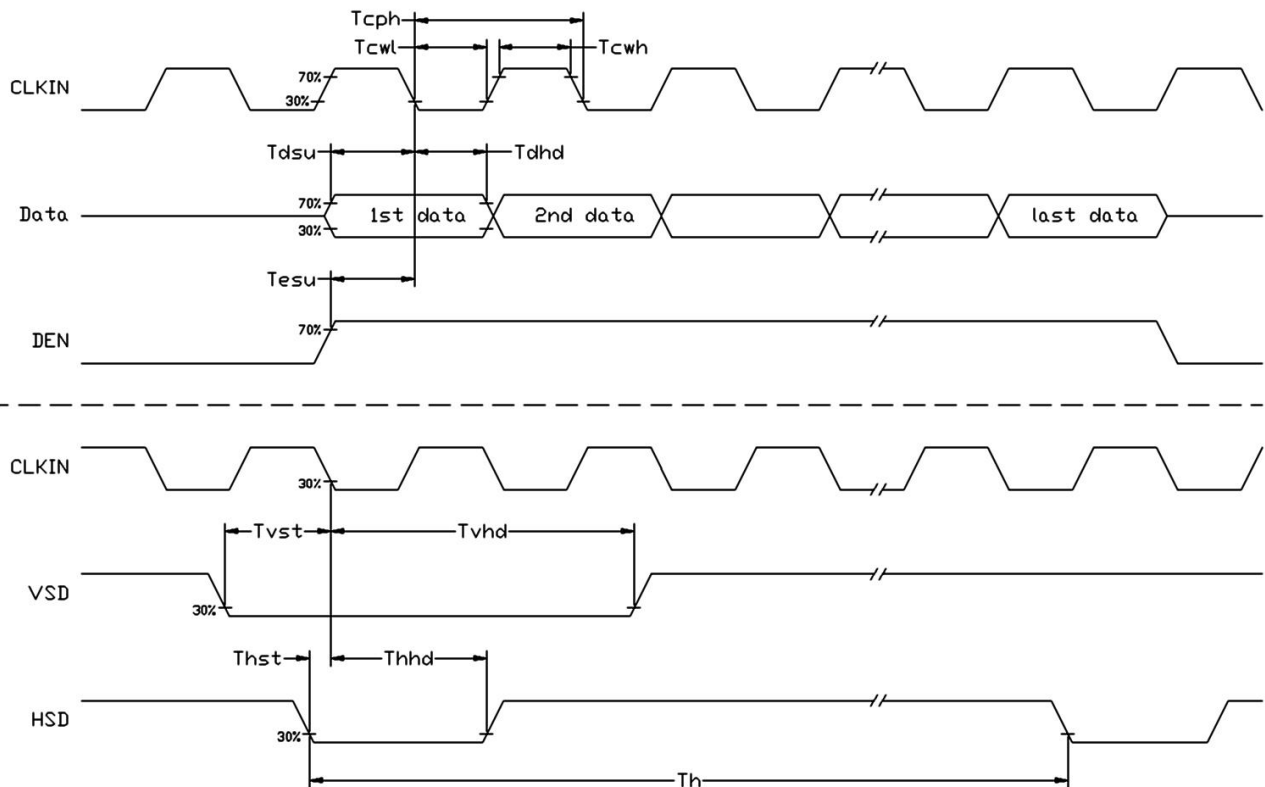 Tcph
Tcwl Tcwh
CLKIN 70%
30%
Tdsu Tdhd
Data 70% 1st data 2nd data last data
30%
Tesu
DEN 70%
CLKIN 30%
Tvst Tvhd
VSD 30%
Thst Thhd
HSD 30%
Th